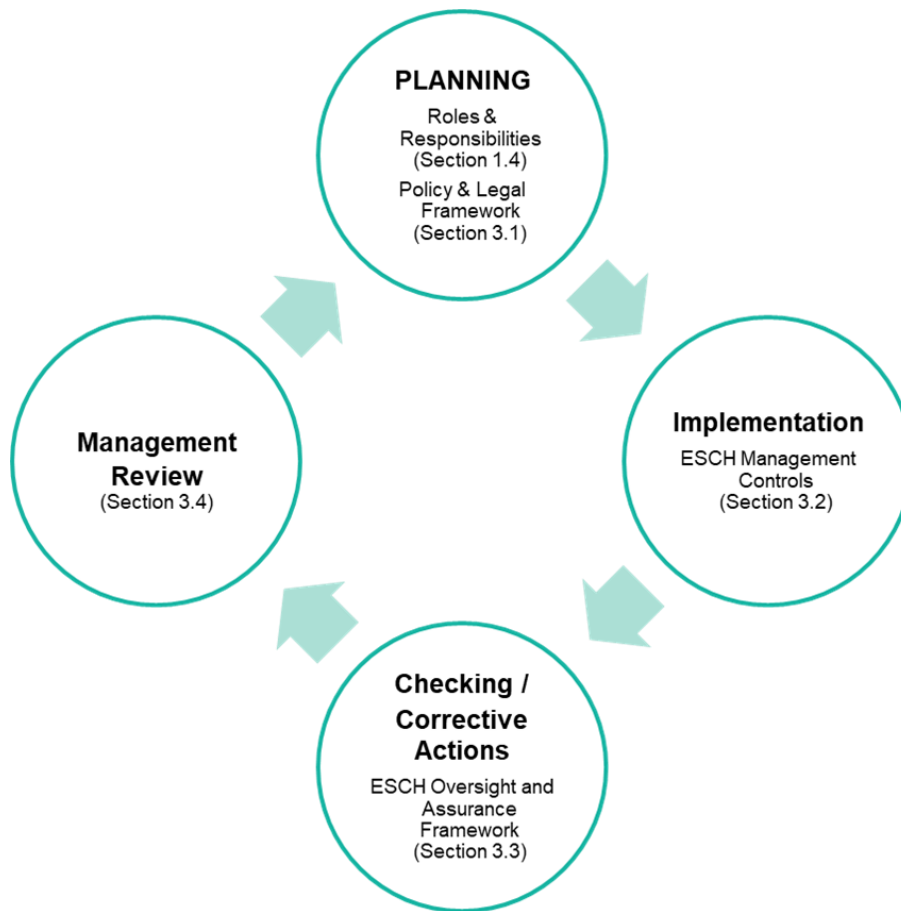 PLANNING
Roles &
Responsibilities
(Section 1.4)
Policy & Legal
Framework
(Section 3.1)
Implementation
ESCH Management
Controls
(Section 3.2)
Checking /
Corrective
Actions
ESCH Oversight and
Assurance
Framework
(Section 3.3)
Management
Review
(Section 3.4)